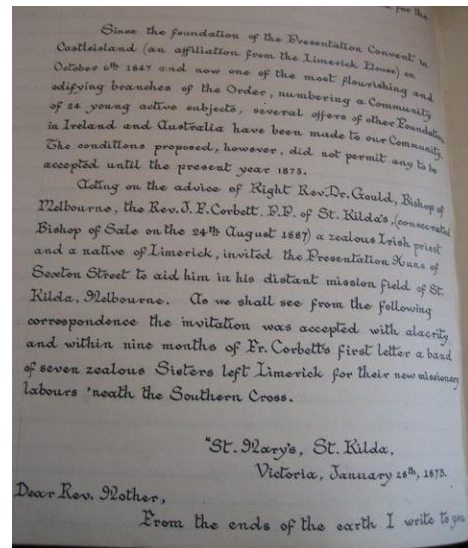 for the
Since the foundation of the Presentation Convent in
Castleisland (an affiliation from the Limerick House) on
October 6th 1847 and now one of the most flourishing and
edifying branches of the Order, numbering a Community
of 24 young active subjects, several offers of other Foundations
in Ireland and Australia have been made to our Community.
The conditions proposed, however, did not permit any to be
accepted until the present year 1873.
Acting on the advice of Right Rev. Dr. Gould, Bishop of
Melbourne, the Rev. J. F. Corbett, P.P. of St. Kilda's, (consecrated
Bishop of Sale on the 24th August 1887) a zealous Irish priest
and a native of Limerick, invited the Presentation Nuns of
Sexton Street to aid him in his distant mission field of St.
Kilda, Melbourne. As we shall see from the following
correspondence the invitation was accepted with alacrity
and within nine months of Fr. Corbett's first letter a band
of seven zealous Sisters left Limerick for their new missionary
labours 'neath the Southern Cross.
"St. Mary's, St. Kilda,
Victoria, January 28th, 1873.
Dear Rev. Mother,
From the ends of the earth I write to you